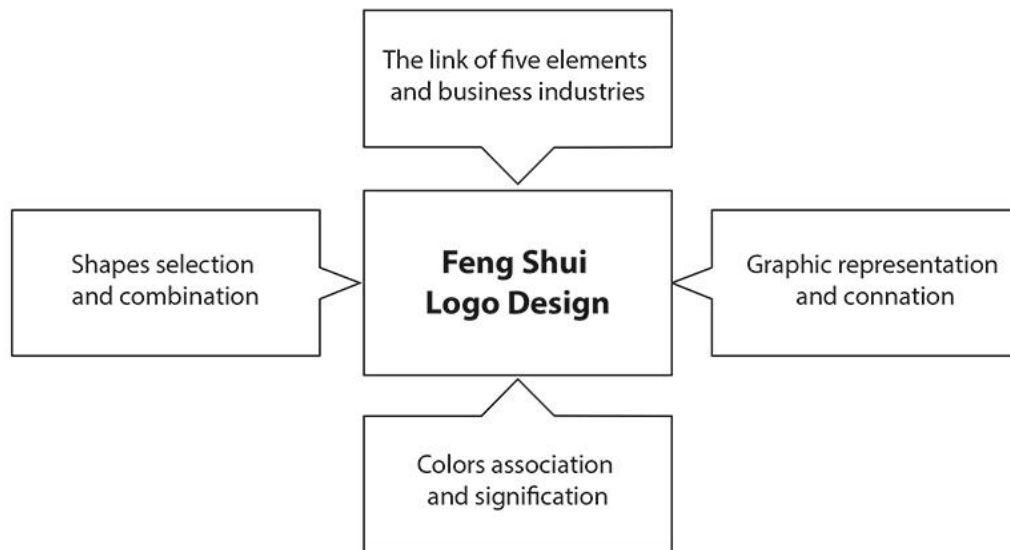 The link of five elements
and business industries
Shapes selection
and combination
Feng Shui
Logo Design
Graphic representation
and connation
Colors association
and signification